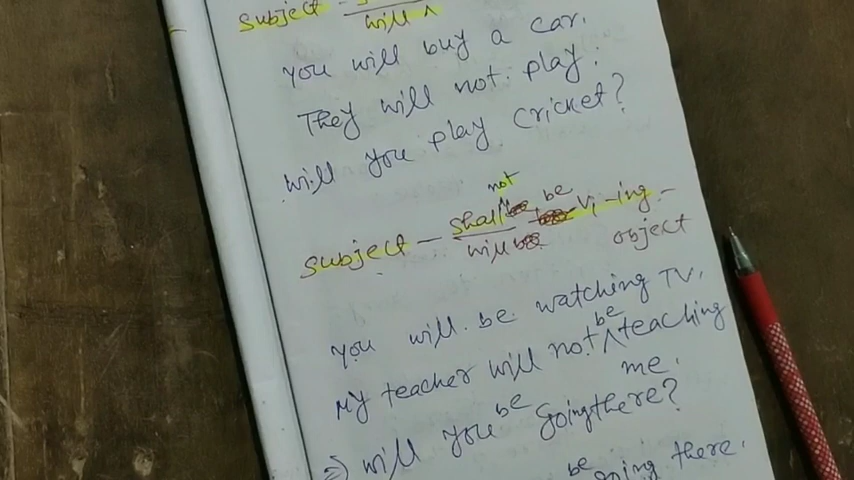 subject -
will ^
You will buy a car.
They will not play.
will you play cricket?
not
subject - shall be V₁ -ing -
will object
You will be watching TV.
be
My teacher will not ^ teaching
me.
=) will you be going there?
be going there.